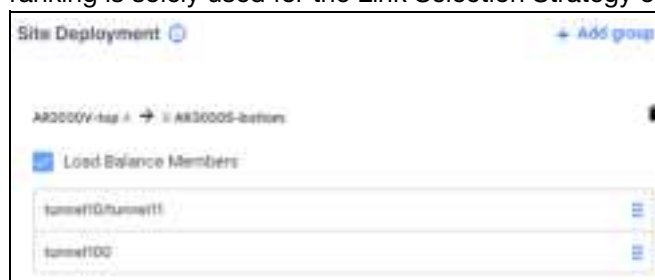 ranking is solely used for the Link Selection Strategy
Site Deployment
+ Add group
→
Load Balance Members
tunnel10/tunnel11
tunnel100